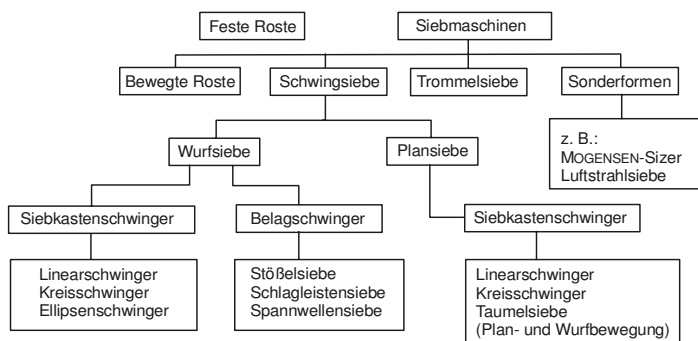 Feste Roste
Siebmaschinen
Bewegte Roste
Schwingsiebe
Trommelsiebe
Sonderformen
z. B.:
MOGENSEN-Sizer
Luftstrahlsiebe
Wurfsiebe
Plansiebe
Siebkastenschwinger
Belagschwinger
Siebkastenschwinger
Linearschwinger
Kreisschwinger
Ellipsenschwinger
Stößelsiebe
Schlagleistensiebe
Spannwellensiebe
Linearschwinger
Kreisschwinger
Taumelsiebe
(Plan- und Wurfbewegung)